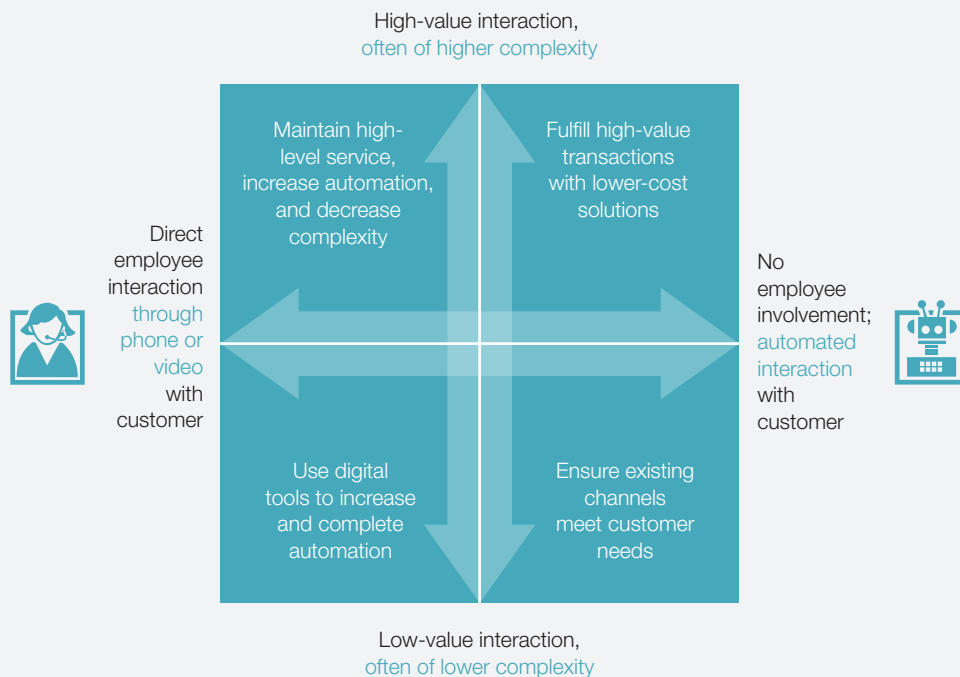 High-value interaction,
often of higher complexity
Maintain high-
level service,
increase automation,
and decrease
complexity
Fulfill high-value
transactions
with lower-cost
solutions
Direct
employee
interaction
through
phone or
video
with
customer
No
employee
involvement;
automated
interaction
with
customer
Use digital
tools to increase
and complete
automation
Ensure existing
channels
meet customer
needs
Low-value interaction,
often of lower complexity